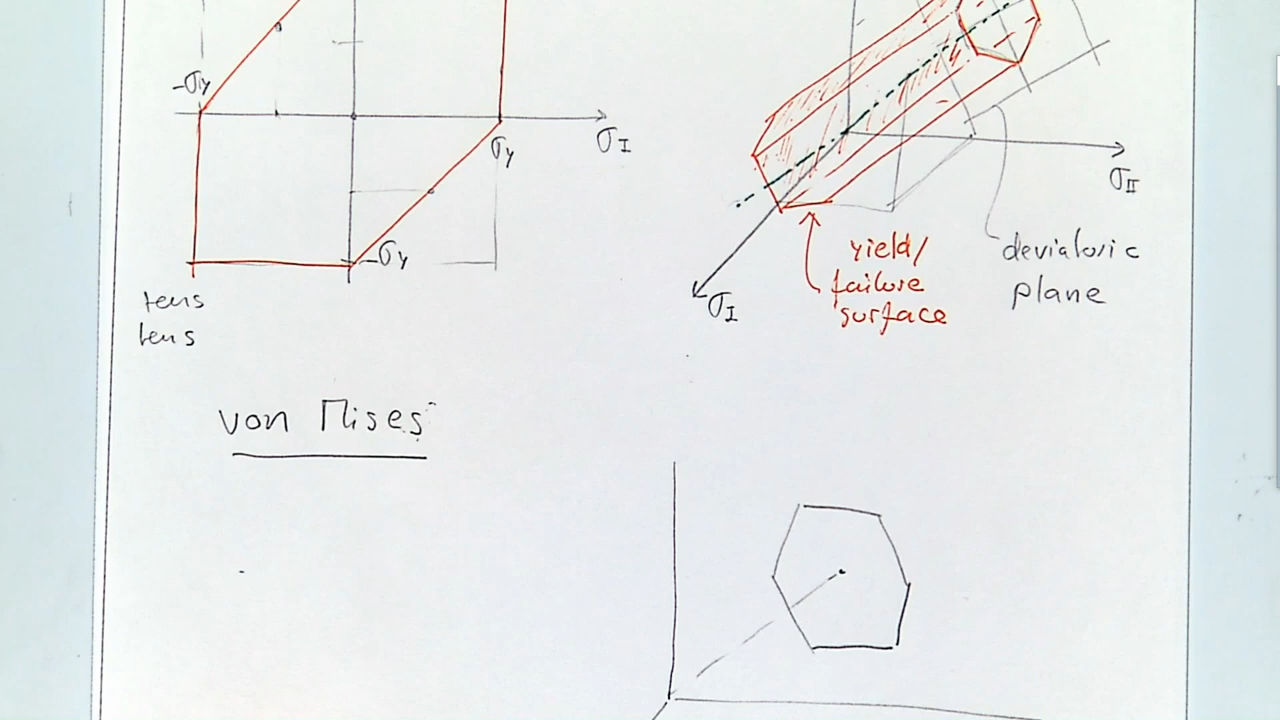 -σy
σy
σI
-σy
tens
tens
σII
σI
yield/
failure
surface
deviatoric
plane
von Mises